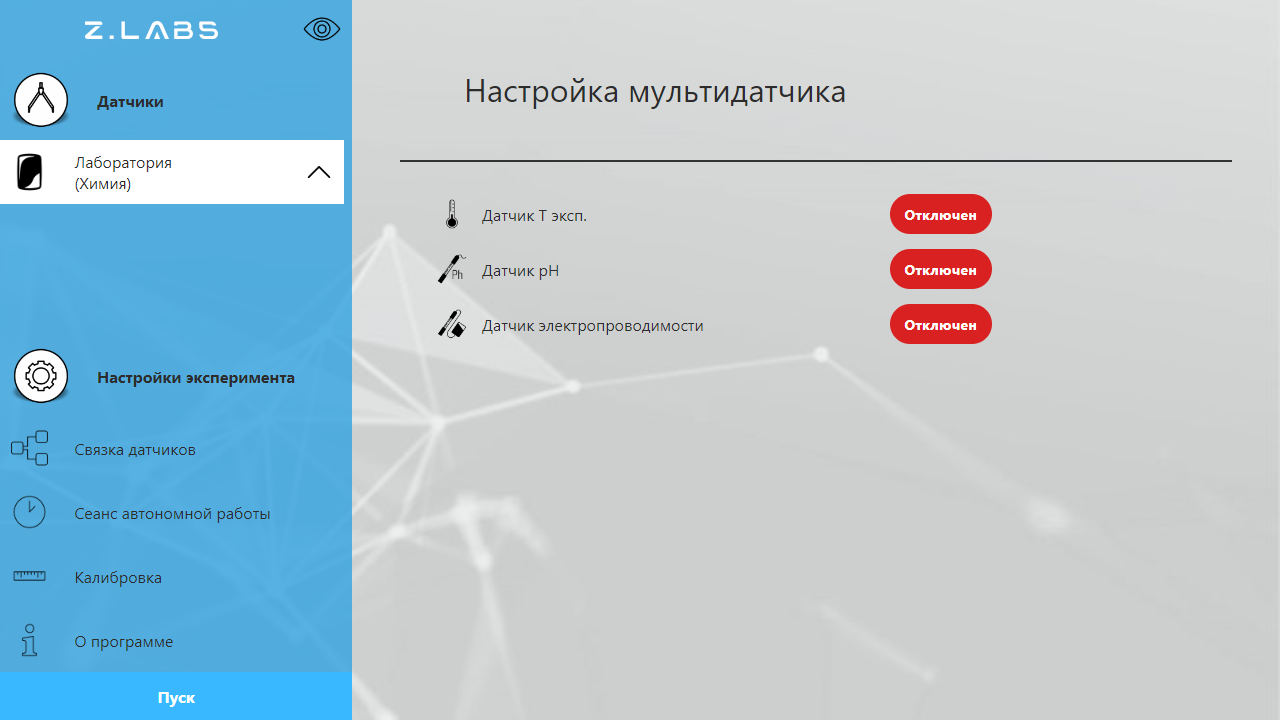 Z.LABS
Датчики
Лаборатория
(Химия)
Настройки эксперимента
Связка датчиков
Сеанс автономной работы
Калибровка
О программе
Пуск
Настройка мультидатчика
Датчик Т эксп.
Отключен
Ph
Датчик pH
Отключен
Датчик электропроводимости
Отключен